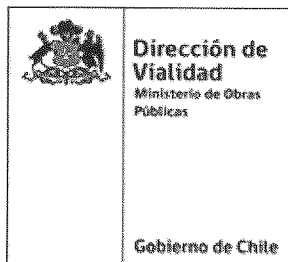 Dirección de
Vialidad
Ministerio de Obras
Públicas
Gobierno de Chile